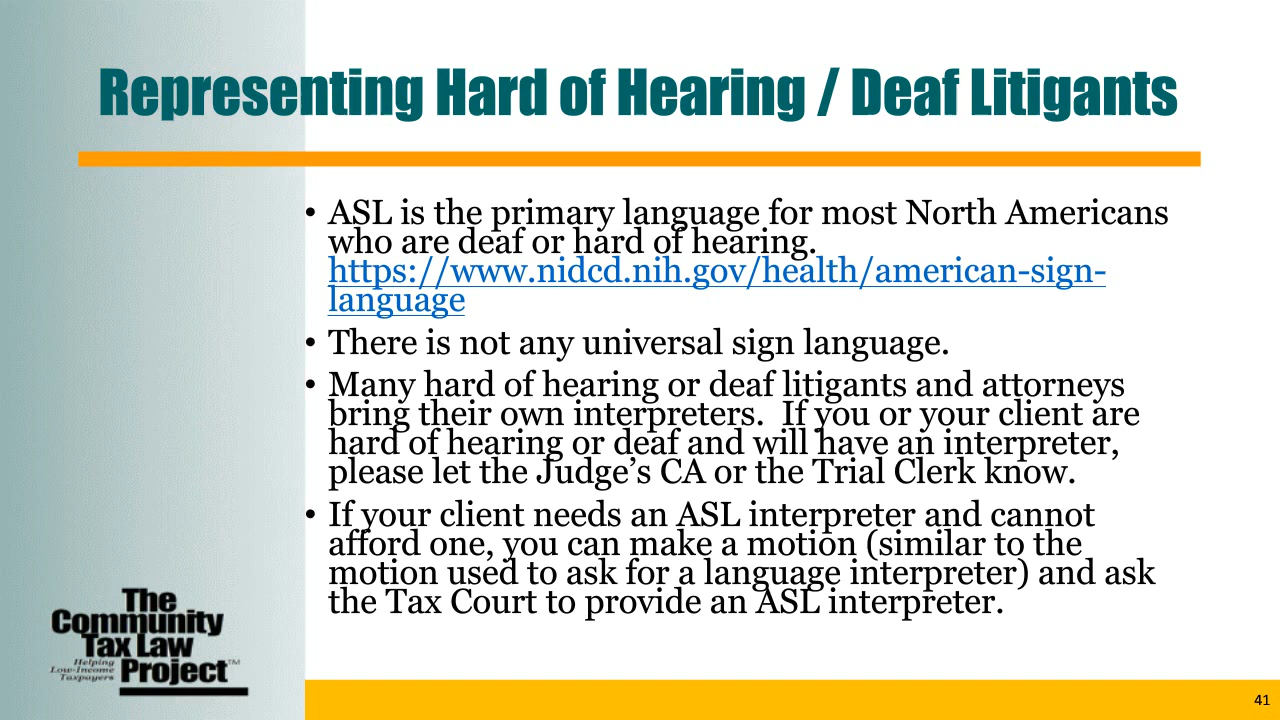 Representing Hard of Hearing / Deaf Litigants
• ASL is the primary language for most North Americans
who are deaf or hard of hearing.
https://www.nidcd.nih.gov/health/american-sign-
language
• There is not any universal sign language.
• Many hard of hearing or deaf litigants and attorneys
bring their own interpreters.  If you or your client are
hard of hearing or deaf and will have an interpreter,
please let the Judge’s CA or the Trial Clerk know.
• If your client needs an ASL interpreter and cannot
afford one, you can make a motion (similar to the
motion used to ask for a language interpreter) and ask
the Tax Court to provide an ASL interpreter.
The
Community
Tax Law
Project™
Helping
Low-Income
Taxpayers
41